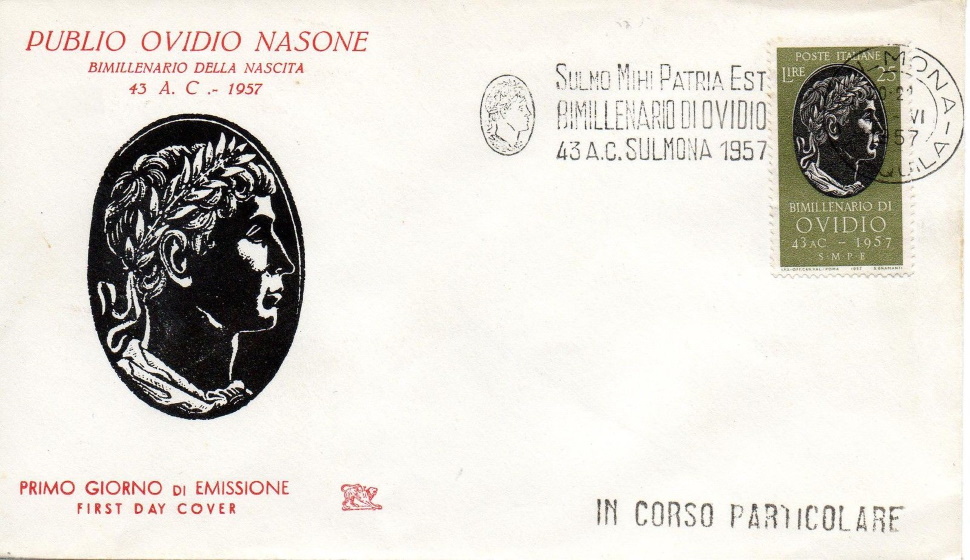 PUBLIO OVIDIO NASONE
BIMILLENARIO DELLA NASCITA
43 A. C .- 1957
SULMO MIHI PATRIA EST
BIMILLENARIO DI OVIDIO
43 A.C. SULMONA 1957
POSTE ITALIANE
LIRE 25
BIMILLENARIO DI
OVIDIO
43 AC - 1957
S M P E
1957
PRIMO GIORNO DI EMISSIONE
FIRST DAY COVER
IN CORSO PARTICOLARE